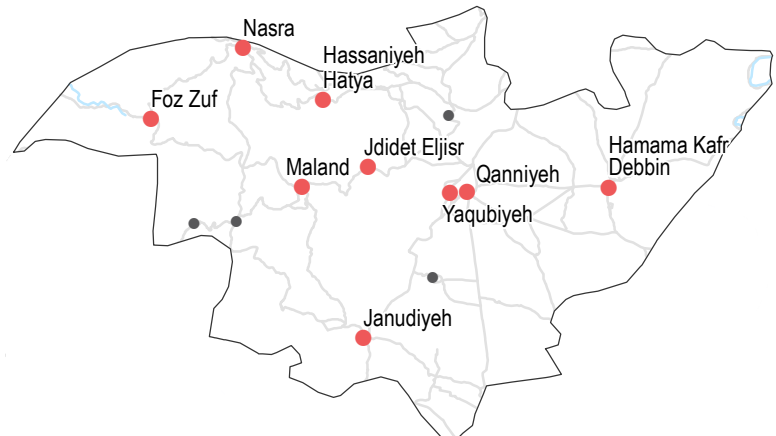 Nasra
Hassaniyeh
Hatya
Foz Zuf
Jdidet Eljisr
Maland
Qanniyeh
Hamama Kafr
Debbin
Yaqubiyeh
Janudiyeh